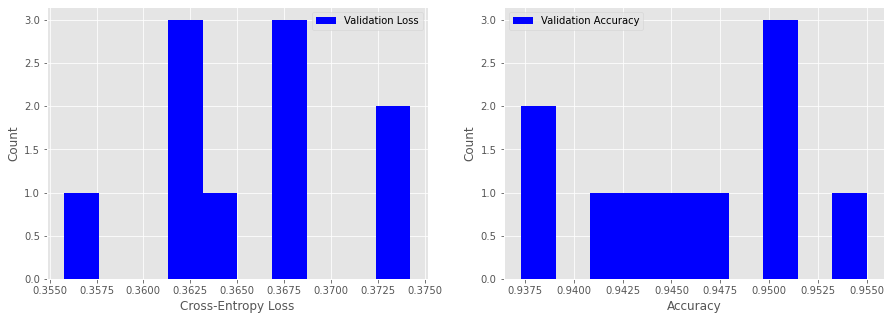 3.0
2.5
2.0
1.5
1.0
0.5
0.0
Count
Validation Loss
0.3550 0.3575 0.3600 0.3625 0.3650 0.3675 0.3700 0.3725 0.3750
Cross-Entropy Loss
3.0
2.5
2.0
1.5
1.0
0.5
0.0
Count
Validation Accuracy
0.9375 0.9400 0.9425 0.9450 0.9475 0.9500 0.9525 0.9550
Accuracy